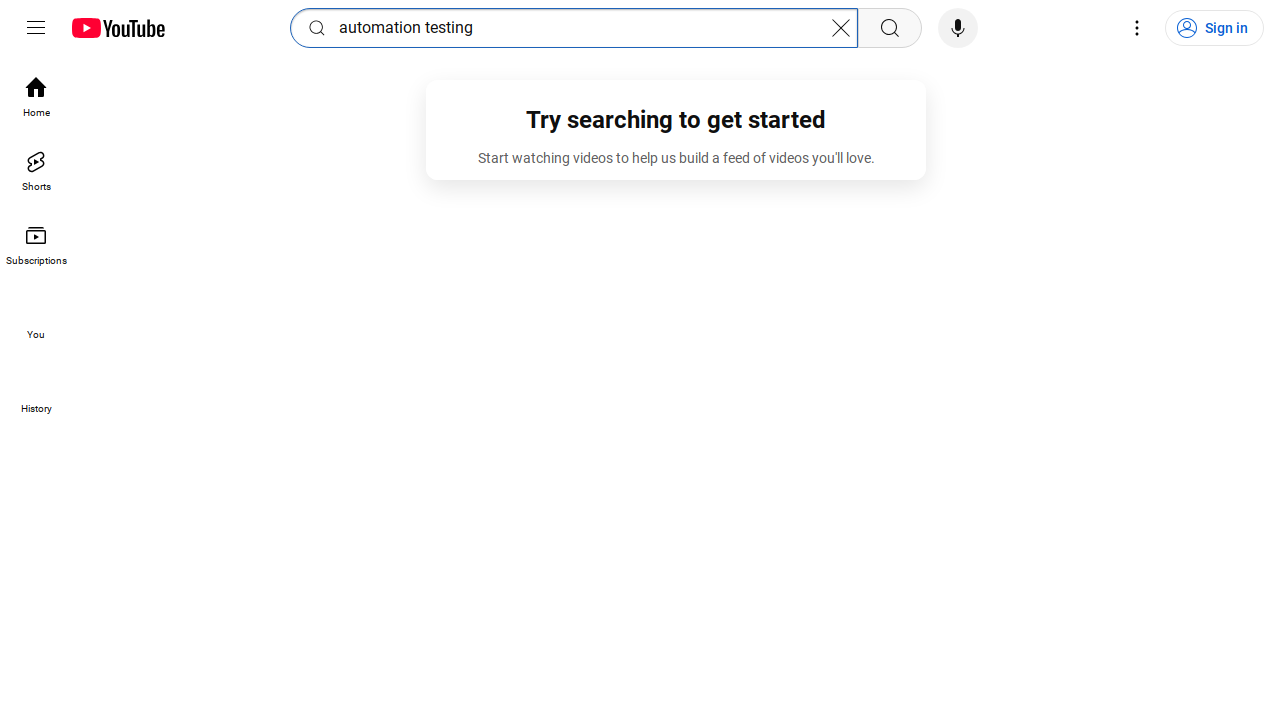 YouTube
automation testing
Sign in
Home
Shorts
Subscriptions
You
History
Try searching to get started
Start watching videos to help us build a feed of videos you'll love.